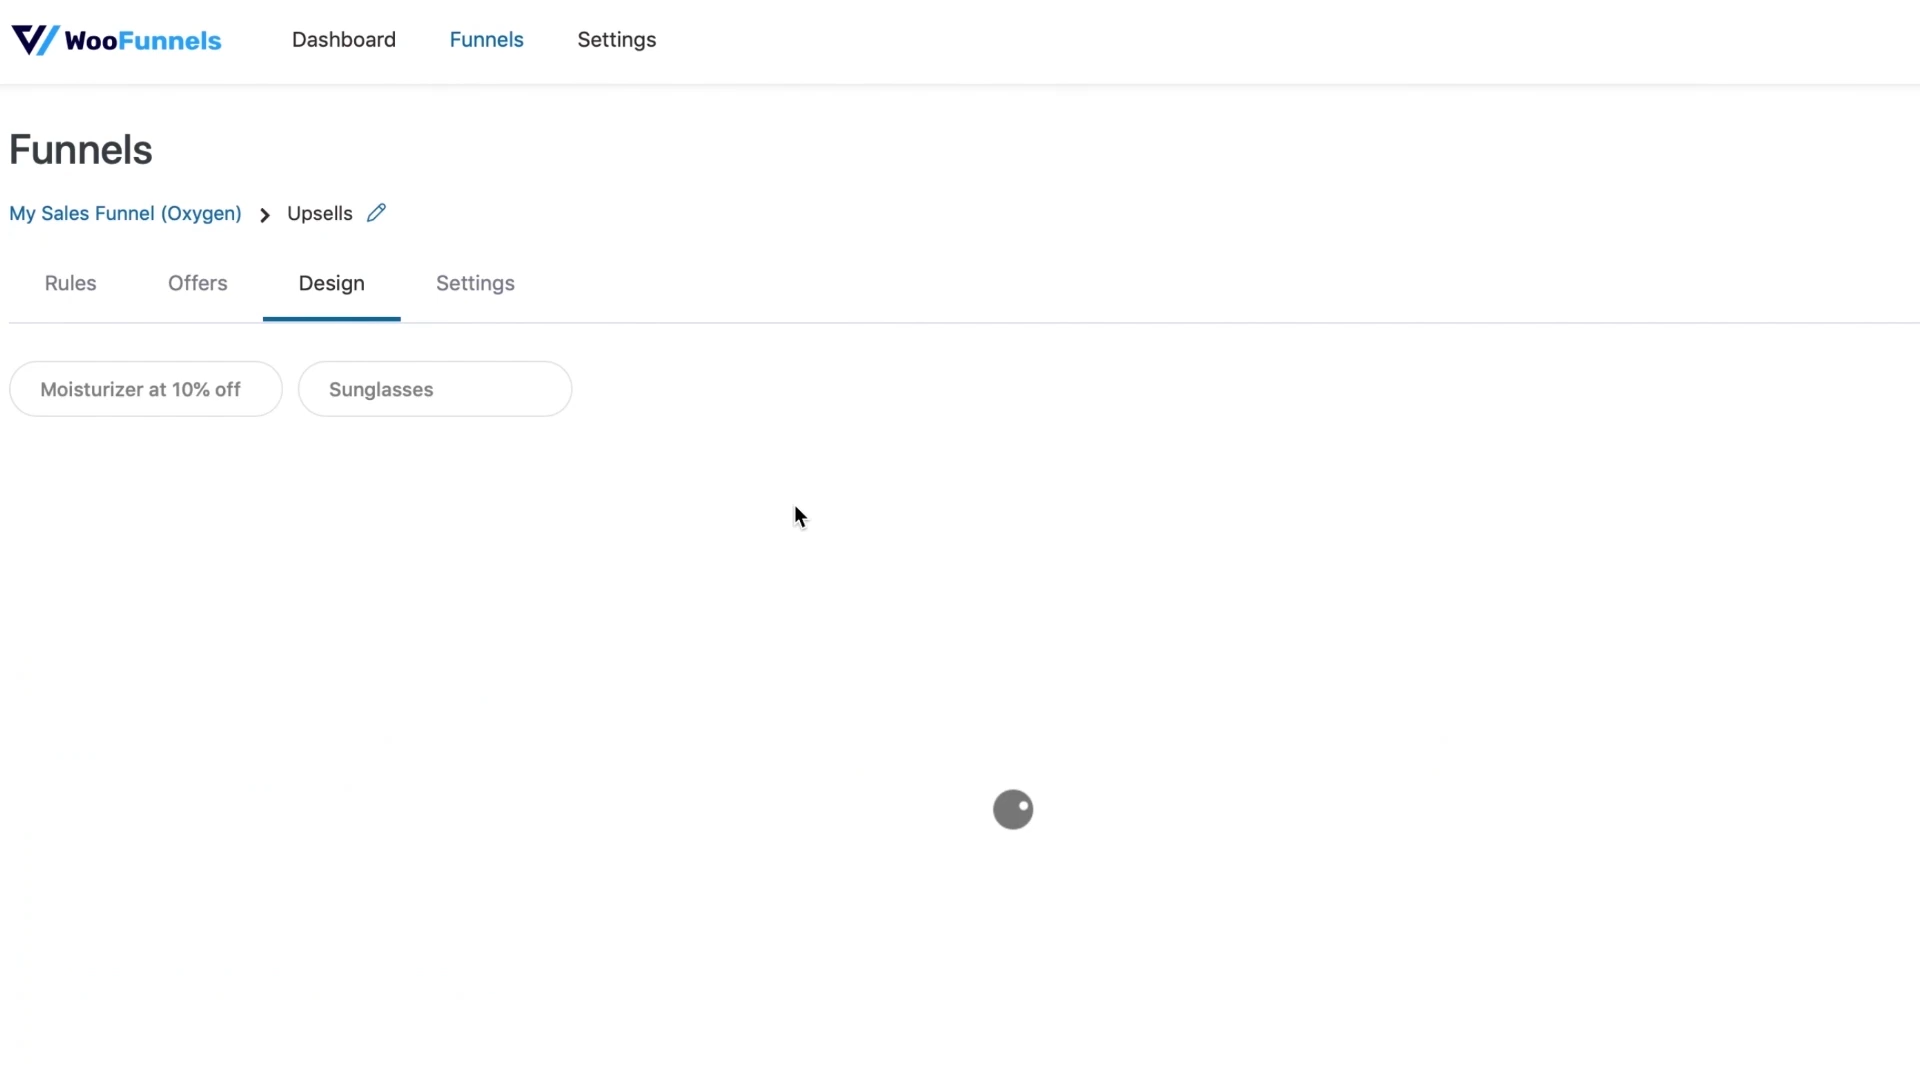 WooFunnels Dashboard Funnels Settings
Funnels
My Sales Funnel (Oxygen) Upsells
Rules Offers Design Settings
Moisturizer at 10% off Sunglasses